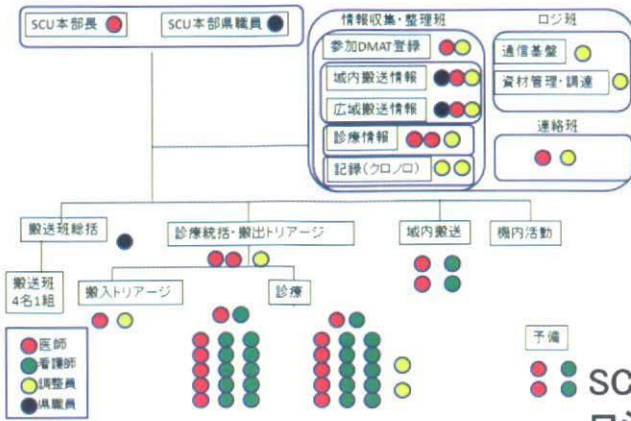 SCU本部長
SCU本部県職員
情報収集・整理班
参加DMAT登録
域内搬送情報
広域搬送情報
診療情報
記録(クロノロ)
ロジ班
通信基盤
資材管理・調達
連絡班
搬送班総括
診療統括・搬出トリアージ
域内搬送
機内活動
搬送班
4名1組
搬入トリアージ
診療
医師
看護師
調整員
県職員
予備
SC